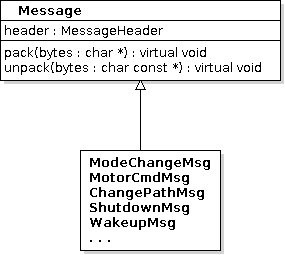 Message
header : MessageHeader
pack(bytes : char *) : virtual void
unpack(bytes : char const *) : virtual void
ModeChangeMsg
MotorCmdMsg
ChangePathMsg
ShutdownMsg
WakeupMsg
. . .